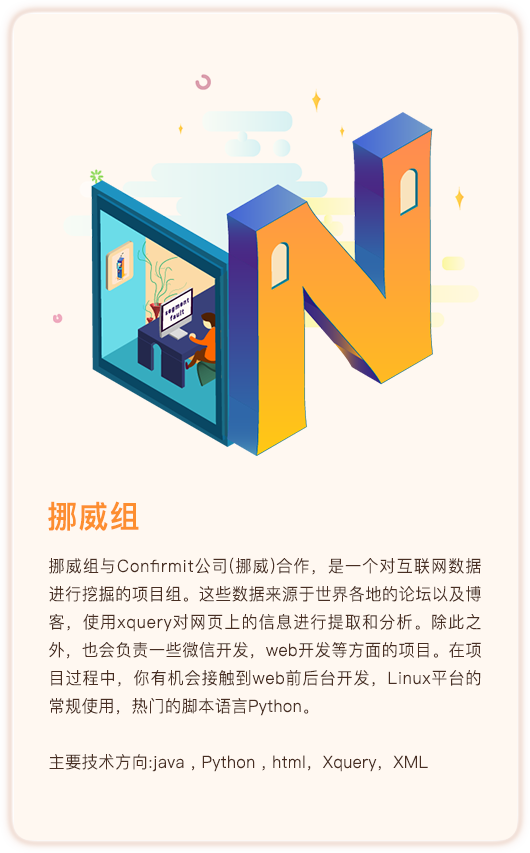 N
segment
fault
挪威组
挪威组与Confirmit公司(挪威)合作，是一个对互联网数据
进行挖掘的项目组。这些数据来源于世界各地的论坛以及博
客，使用xquery对网页上的信息进行提取和分析。除此之
外，也会负责一些微信开发，web开发等方面的项目。在项
目过程中，你有机会接触到web前后台开发，Linux平台的
常规使用，热门的脚本语言Python。
主要技术方向:java , Python , html，Xquery，XML